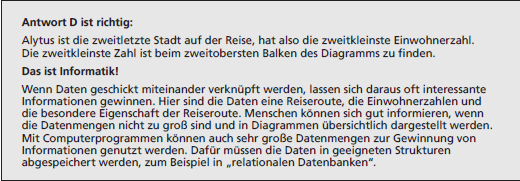 Antwort D ist richtig:
Alytus ist die zweitletzte Stadt auf der Reise, hat also die zweitkleinste Einwohnerzahl.
Die zweitkleinste Zahl ist beim zweitobersten Balken des Diagramms zu finden.
Das ist Informatik!
Wenn Daten geschickt miteinander verknüpft werden, lassen sich daraus oft interessante
Informationen gewinnen. Hier sind die Daten eine Reiseroute, die Einwohnerzahlen und
die besondere Eigenschaft der Reiseroute. Menschen können sich gut informieren, wenn
die Datenmengen nicht zu groß sind und in Diagrammen übersichtlich dargestellt werden.
Mit Computerprogrammen können auch sehr große Datenmengen zur Gewinnung von
Informationen genutzt werden. Dafür müssen die Daten in geeigneten Strukturen
abgespeichert werden, zum Beispiel in „relationalen Datenbanken“.